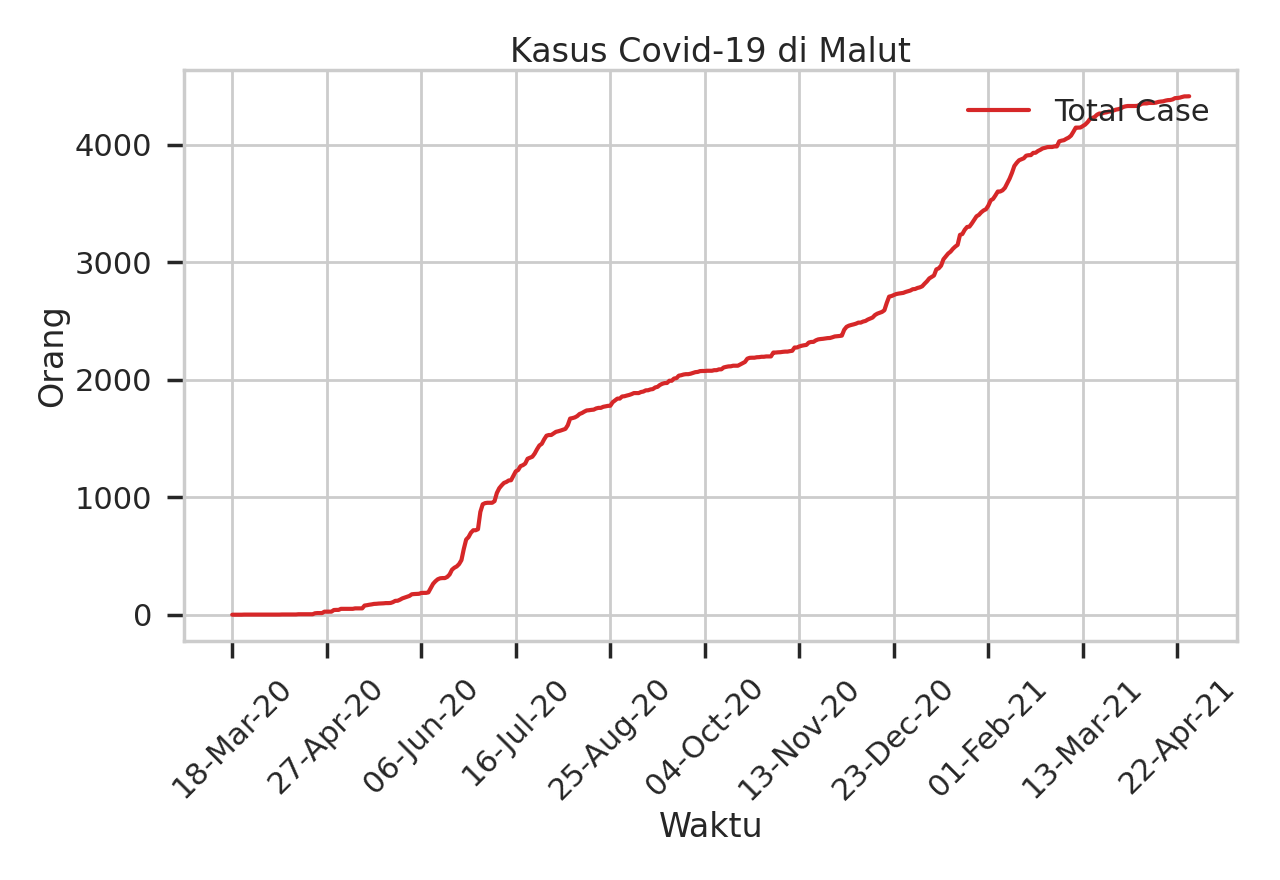 Kasus Covid-19 di Malut
Total Case
4000
3000
2000
1000
0
Orang
18-Mar-20
27-Apr-20
06-Jun-20
16-Jul-20
25-Aug-20
04-Oct-20
13-Nov-20
23-Dec-20
01-Feb-21
13-Mar-21
22-Apr-21
Waktu